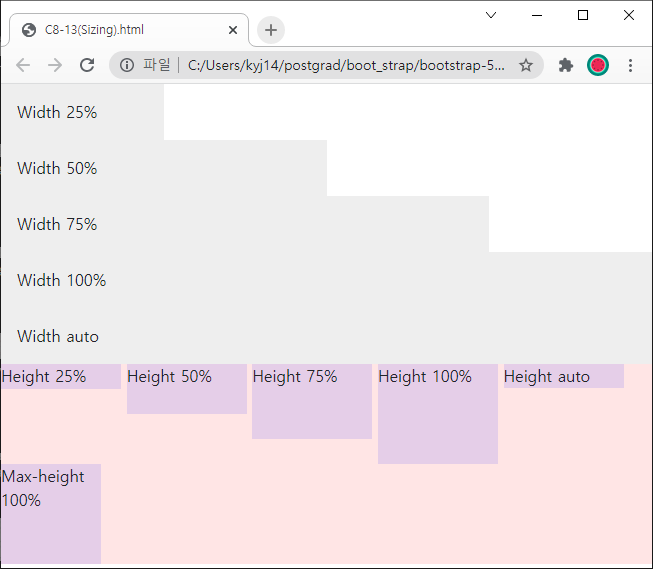 C8-13(Sizing).html
파일 C:/Users/kyj14/postgrad/boot_strap/bootstrap-5...
Width 25%
Width 50%
Width 75%
Width 100%
Width auto
Height 25% Height 50% Height 75% Height 100% Height auto
Max-height
100%